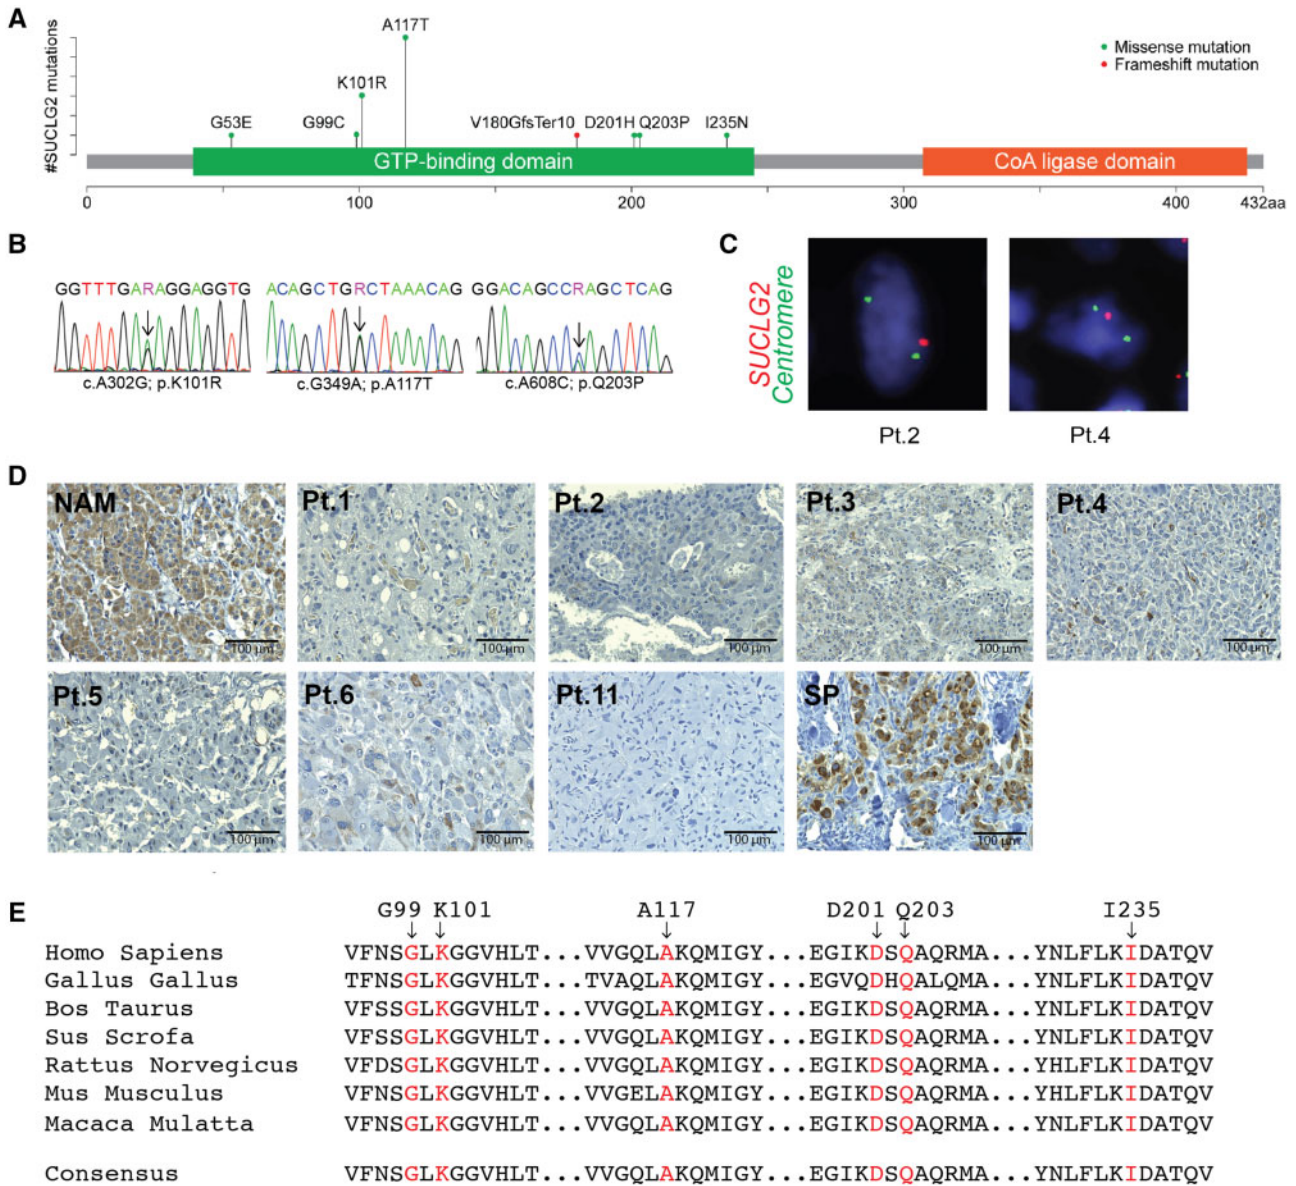 A
#SUCLG2 mutations
A117T
K101R
G53E
G99C
V180GfsTer10
D201H
Q203P
I235N
Missense mutation
Frameshift mutation
GTP-binding domain
CoA ligase domain
0
100
200
300
400
432aa
B
GGTTTGARAGGAGGTG
ACAGCTGRCTAAACAG
GGACAGCCRAGCTCAG
c.A302G; p.K101R
c.G349A; p.A117T
c.A608C; p.Q203P
C
SUCLG2
Centromere
Pt.2
Pt.4
D
NAM
100 µm
Pt.1
100 µm
Pt.2
100 µm
Pt.3
100 µm
Pt.4
100 µm
Pt.5
100 µm
Pt.6
100 µm
Pt.11
100 µm
SP
100 µm
E
G99 K101 A117 D201 Q203 I235
Homo Sapiens VFNSGLKGGVHLT...VVGQLAKQMIGY...EGIKDSQAQRMA...YNLFLKIDATQV
Gallus Gallus TFNSGLKGGVHLT...TVAQLAKQMIGY...EGVQDHQALQMA...YNLFLKIDATQV
Bos Taurus VFSSGLKGGVHLT...VVGQLAKQMIGY...EGIKDSQAQRMA...YNLFLKIDATQV
Sus Scrofa VFSSGLKGGVHLT...VVGQLAKQMIGY...EGIKDSQAQRMA...YNLFLKIDATQV
Rattus Norvegicus VFDSGLKGGVHLT...VVGQLAKQMIGY...EGIKDSQAQRMA...YHLFLKIDATQV
Mus Musculus VFNSGLKGGVHLT...VVGELAKQMIGY...EGIKDSQAQRMA...YHLFLKIDATQV
Macaca Mulatta VFNSGLKGGVHLT...VVGQLAKQMIGY...EGIKDSQAQRMA...YNLFLKIDATQV
Consensus VFNSGLKGGVHLT...VVGQLAKQMIGY...EGIKDSQAQRMA...YNLFLKIDATQV